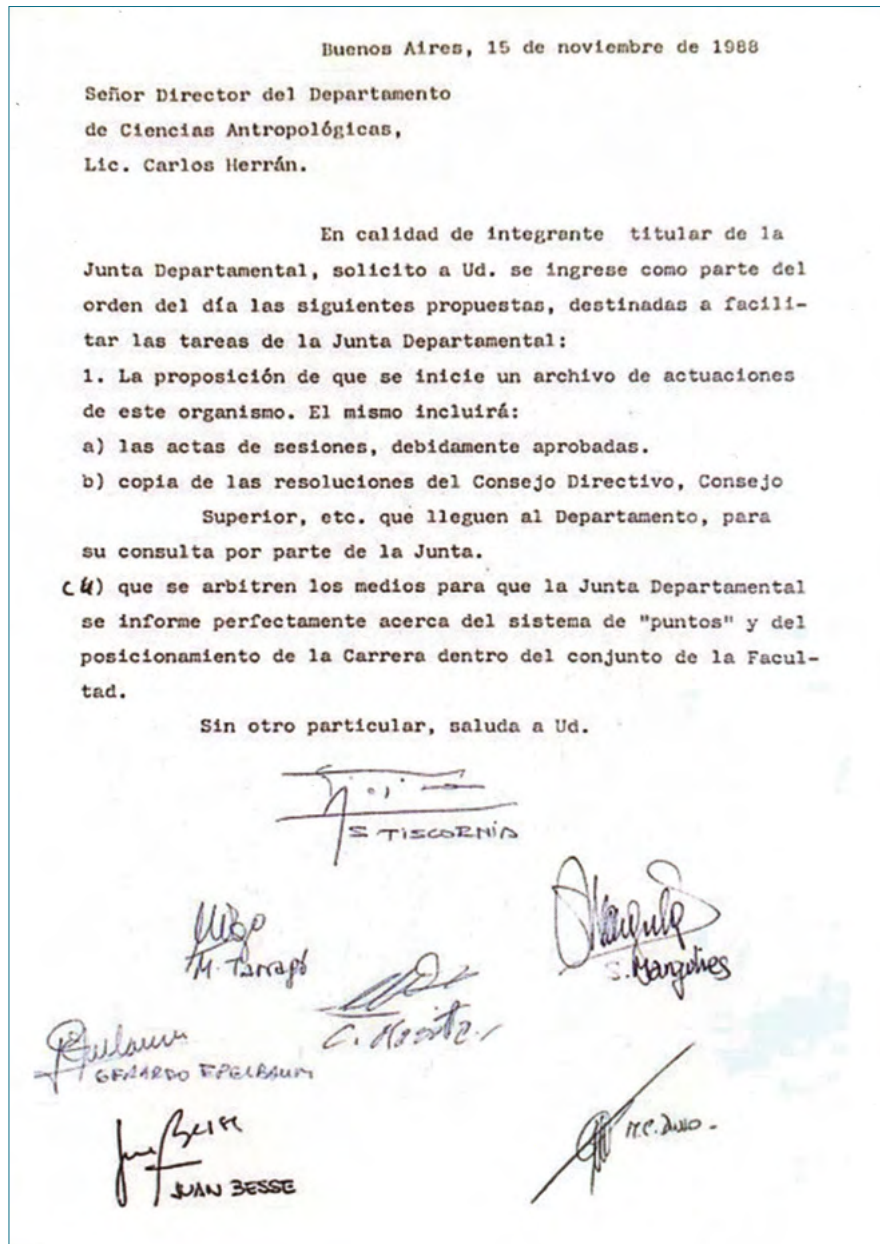 Buenos Aires, 15 de noviembre de 1988
Señor Director del Departamento
de Ciencias Antropológicas,
Lic. Carlos Herrán.
En calidad de integrante titular de la
Junta Departamental, solicito a Ud. se ingrese como parte del
orden del día las siguientes propuestas, destinadas a facili-
tar las tareas de la Junta Departamental:
1. La proposición de que se inicie un archivo de actuaciones
de este organismo. El mismo incluirá:
a) las actas de sesiones, debidamente aprobadas.
b) copia de las resoluciones del Consejo Directivo, Consejo
Superior, etc. que lleguen al Departamento, para
su consulta por parte de la Junta.
c) que se arbitren los medios para que la Junta Departamental
se informe perfectamente acerca del sistema de "puntos" y del
posicionamiento de la Carrera dentro del conjunto de la Facul-
tad.
Sin otro particular, saluda a Ud.
S TISCORNIA
M. Tarragó
S. Margulies
C.
GERARDO EPELBAUM
JUAN BESSE
M.C.